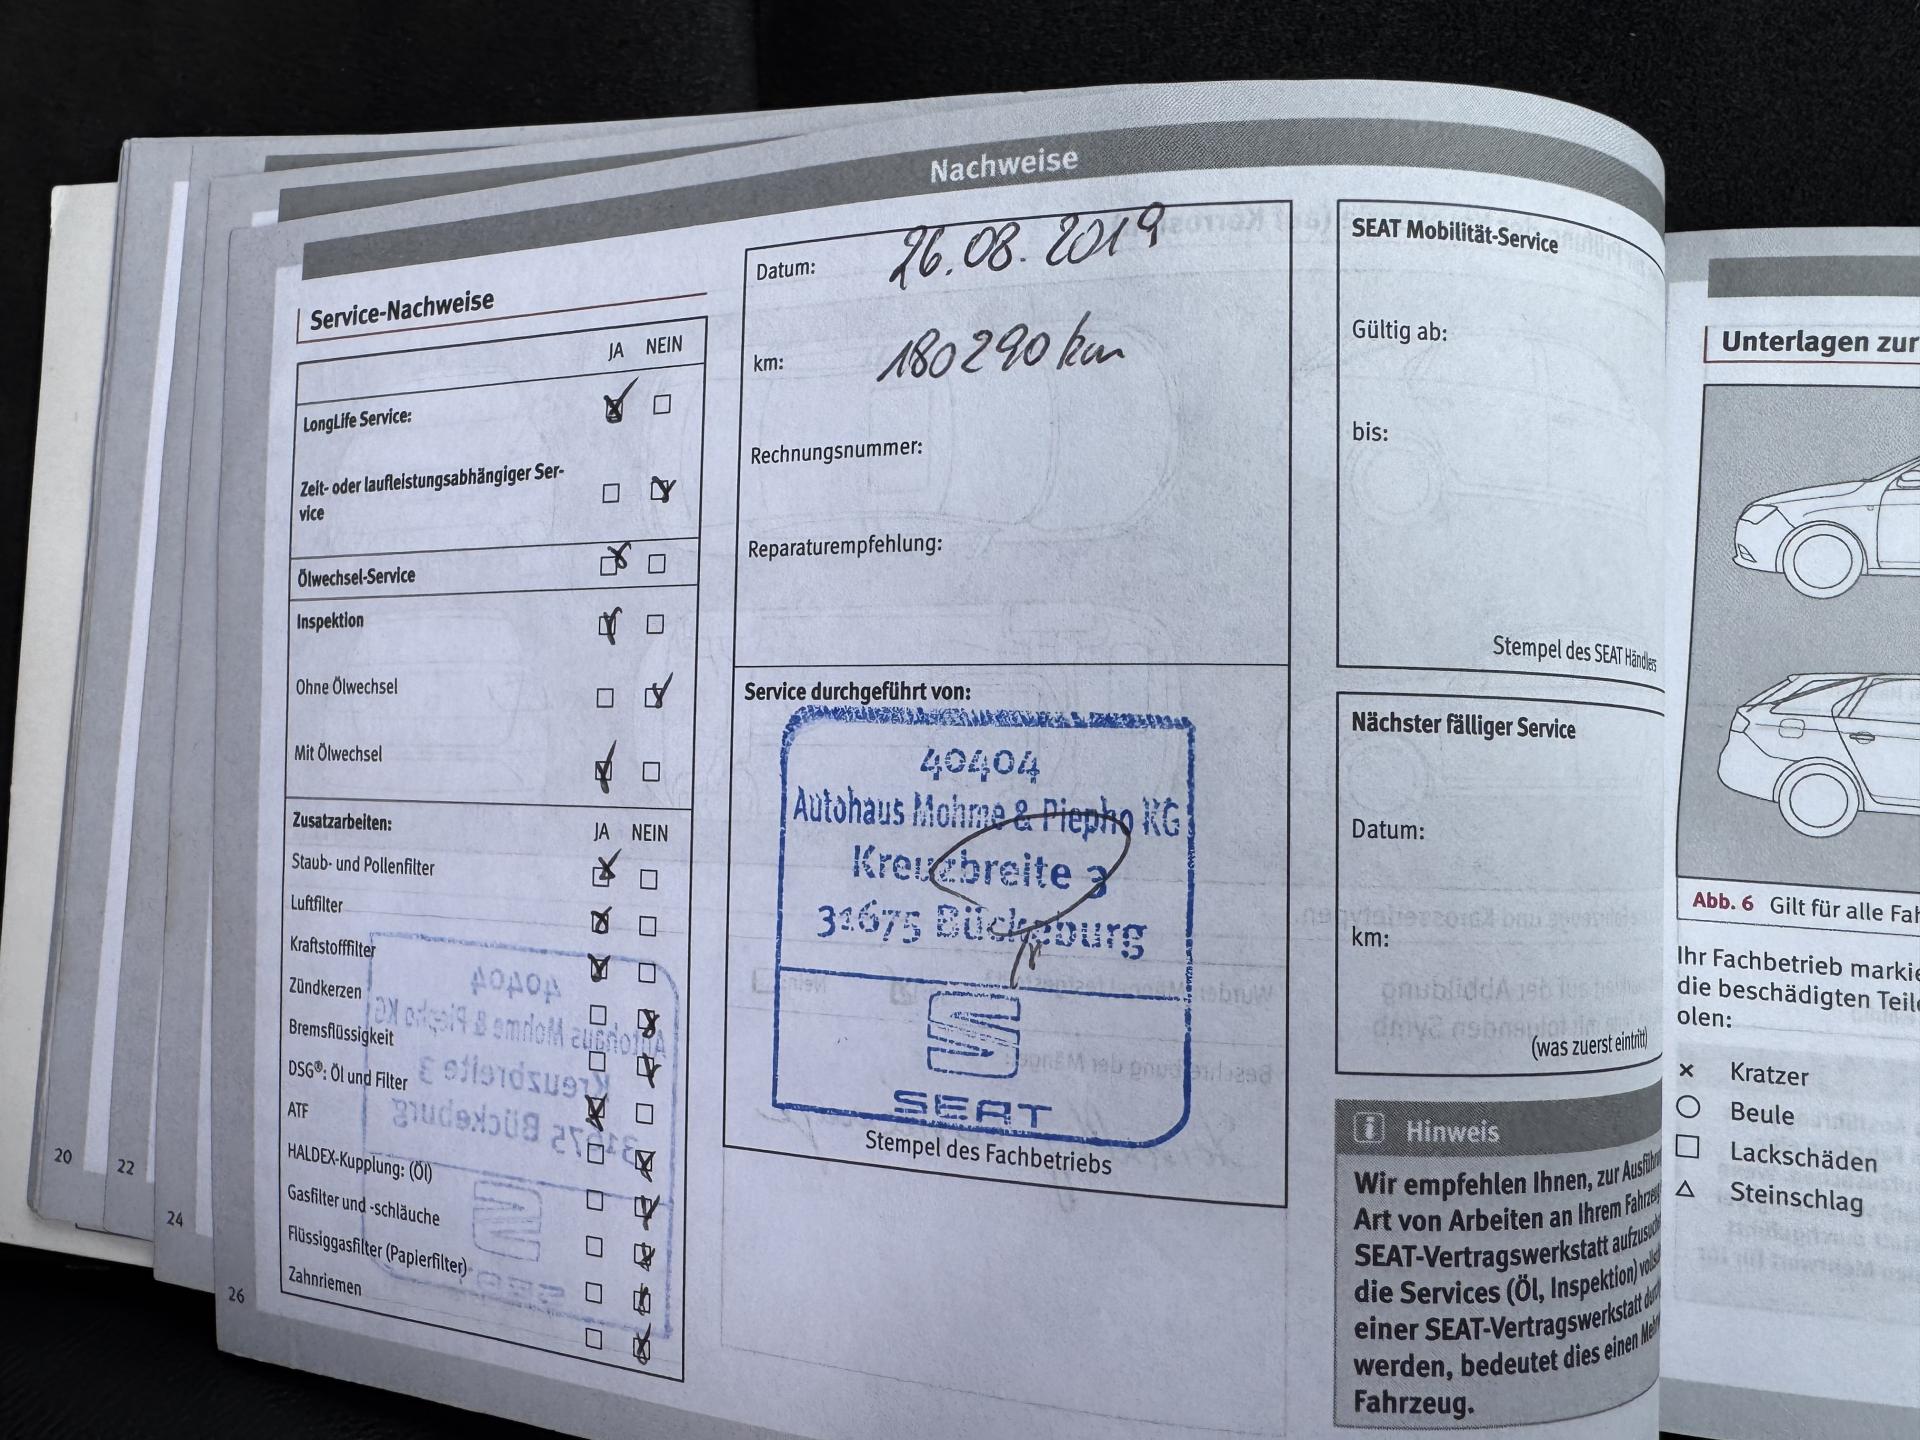 Nachweise
Service-Nachweise
JA NEIN
LongLife Service:
Zeit- oder laufleistungsabhängiger Ser-
vice
Ölwechsel-Service
Inspektion
Ohne Ölwechsel
Mit Ölwechsel
Zusatzarbeiten:
JA NEIN
Staub- und Pollenfilter
Luftfilter
Kraftstofffilter
Zündkerzen
Bremsflüssigkeit
DSG®: Öl und Filter
ATF
HALDEX-Kupplung: (Öl)
Gasfilter und -schläuche
Flüssiggasfilter (Papierfilter)
Zahnriemen
20
22
24
26
Datum: 26.08.2019
km: 180290 km
Rechnungsnummer:
Reparaturempfehlung:
Service durchgeführt von:
40404
Autohaus Mohme & Piepho KG
Kreuzbreite 3
31675 Bückeburg
SEAT
Stempel des Fachbetriebs
SEAT Mobilität-Service
Gültig ab:
bis:
Stempel des SEAT Händlers
Nächster fälliger Service
Datum:
km:
(was zuerst eintritt)
Hinweis
Wir empfehlen Ihnen, zur
Art von Arbeiten an Ihrem
SEAT-Vertragswerkstatt
die Services (Öl, Inspektion)
einer SEAT-Vertragswerkstatt
werden, bedeutet dies einen
Fahrzeug.
Unterlagen zur
Abb. 6 Gilt für alle
Ihr Fachbetrieb
die beschädigten
olen:
Kratzer
Beule
Lackschäden
Steinschlag